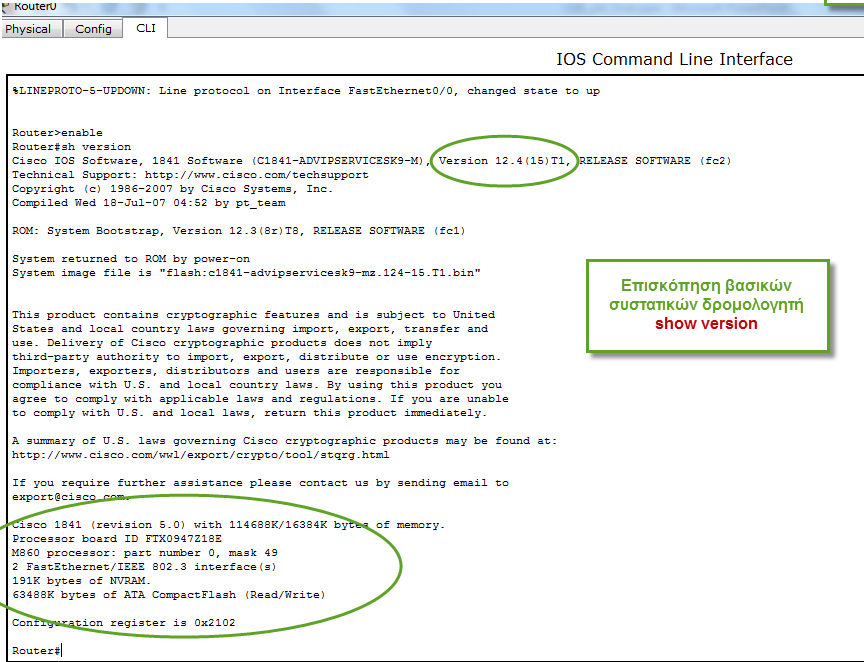 Router0
Physical Config CLI
IOS Command Line Interface
%LINEPROTO-5-UPDOWN: Line protocol on Interface FastEthernet0/0, changed state to up
Router>enable
Router#sh version
Cisco IOS Software, 1841 Software (C1841-ADVIPSERVICESK9-M), Version 12.4(15)T1, RELEASE SOFTWARE (fc2)
Technical Support: http://www.cisco.com/techsupport
Copyright (c) 1986-2007 by Cisco Systems, Inc.
Compiled Wed 18-Jul-07 04:52 by pt_team
ROM: System Bootstrap, Version 12.3(8r)T8, RELEASE SOFTWARE (fc1)
System returned to ROM by power-on
System image file is "flash:c1841-advipservicesk9-mz.124-15.T1.bin"
This product contains cryptographic features and is subject to United
States and local country laws governing import, export, transfer and
use. Delivery of Cisco cryptographic products does not imply
third-party authority to import, export, distribute or use encryption.
Importers, exporters, distributors and users are responsible for
compliance with U.S. and local country laws. By using this product you
agree to comply with applicable laws and regulations. If you are unable
to comply with U.S. and local laws, return this product immediately.
A summary of U.S. laws governing Cisco cryptographic products may be found at:
http://www.cisco.com/wwl/export/crypto/tool/stqrg.html
If you require further assistance please contact us by sending email to
export@cisco.com.
Cisco 1841 (revision 5.0) with 114688K/16384K bytes of memory.
Processor board ID FTX0947Z18E
M860 processor: part number 0, mask 49
2 FastEthernet/IEEE 802.3 interface(s)
191K bytes of NVRAM.
63488K bytes of ATA CompactFlash (Read/Write)
Configuration register is 0x2102
Router#
Επισκόπηση βασικών
συστατικών δρομολογητή
show version